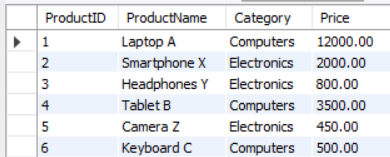 ProductID ProductName Category Price
1 Laptop A Computers 12000.00
2 Smartphone X Electronics 2000.00
3 Headphones Y Electronics 800.00
4 Tablet B Computers 3500.00
5 Camera Z Electronics 450.00
6 Keyboard C Computers 500.00